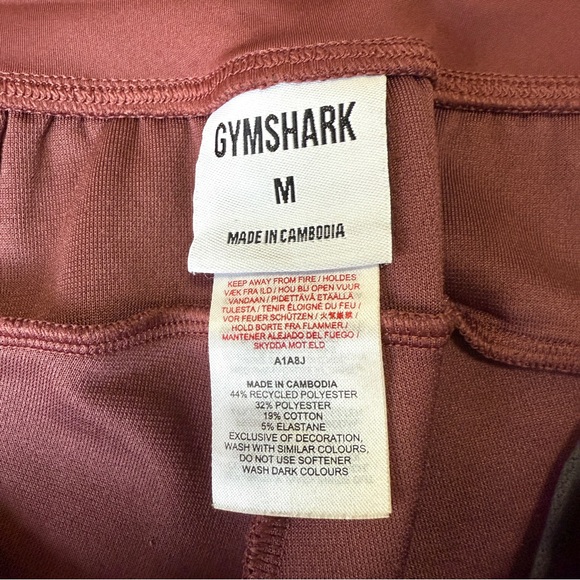 GYMSHARK
M
MADE IN CAMBODIA
KEEP AWAY FROM FIRE / HOLDES
VÆK FRA ILD / HOU BIJ OPEN VUUR
VANDAAN / PIDETTÄVÄ ETÄÄLLÄ
TULESTA / TENIR ÉLOIGNÉ DU FEU /
VOR FEUER SCHÜTZEN / 火気厳禁 /
HOLD BORTE FRA FLAMMER /
MANTENER ALEJADO DEL FUEGO /
SKYDDA MOT ELD
A1A8J
MADE IN CAMBODIA
44% RECYCLED POLYESTER
32% POLYESTER
19% COTTON
5% ELASTANE
EXCLUSIVE OF DECORATION,
WASH WITH SIMILAR COLOURS,
DO NOT USE SOFTENER
WASH DARK COLOURS